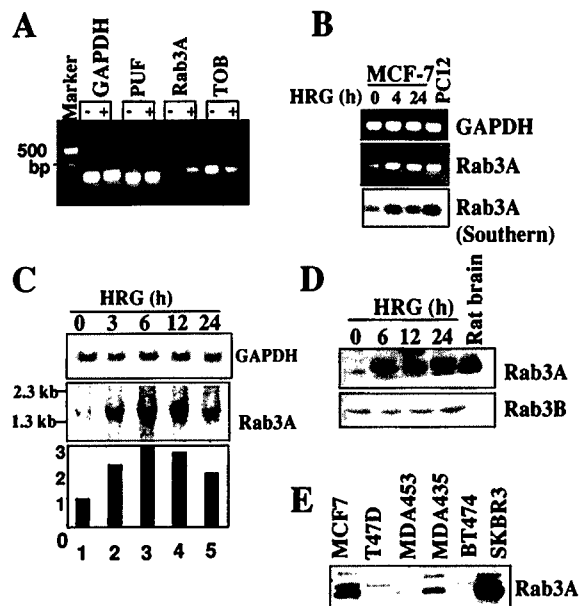 A
Marker
GAPDH
PUF
Rab3A
TOB
- + - + - + - +
500
bp
B
MCF-7
PC12
HRG (h) 0 4 24
GAPDH
Rab3A
Rab3A
(Southern)
C
HRG (h)
0 3 6 12 24
GAPDH
2.3 kb
1.3 kb
Rab3A
3
2
1
0
1 2 3 4 5
D
HRG (h)
Rat brain
0 6 12 24
Rab3A
Rab3B
E
MCF7
T47D
MDA453
MDA435
BT474
SKBR3
Rab3A